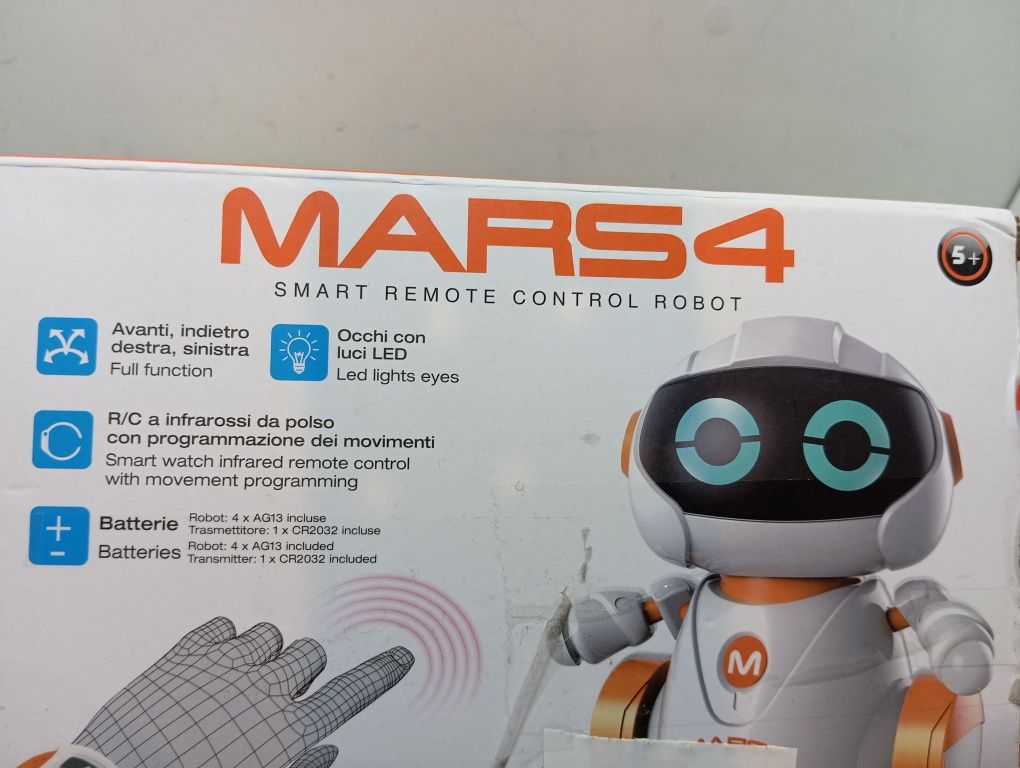 MARS4
SMART REMOTE CONTROL ROBOT
5+
Avanti, indietro
destra, sinistra
Full function
Occhi con
luci LED
Led lights eyes
R/C a infrarossi da polso
con programmazione dei movimenti
Smart watch infrared remote control
with movement programming
Batterie
Robot: 4 x AG13 incluse
Trasmettitore: 1 x CR2032 incluse
Batteries
Robot: 4 x AG13 included
Transmitter: 1 x CR2032 included
M